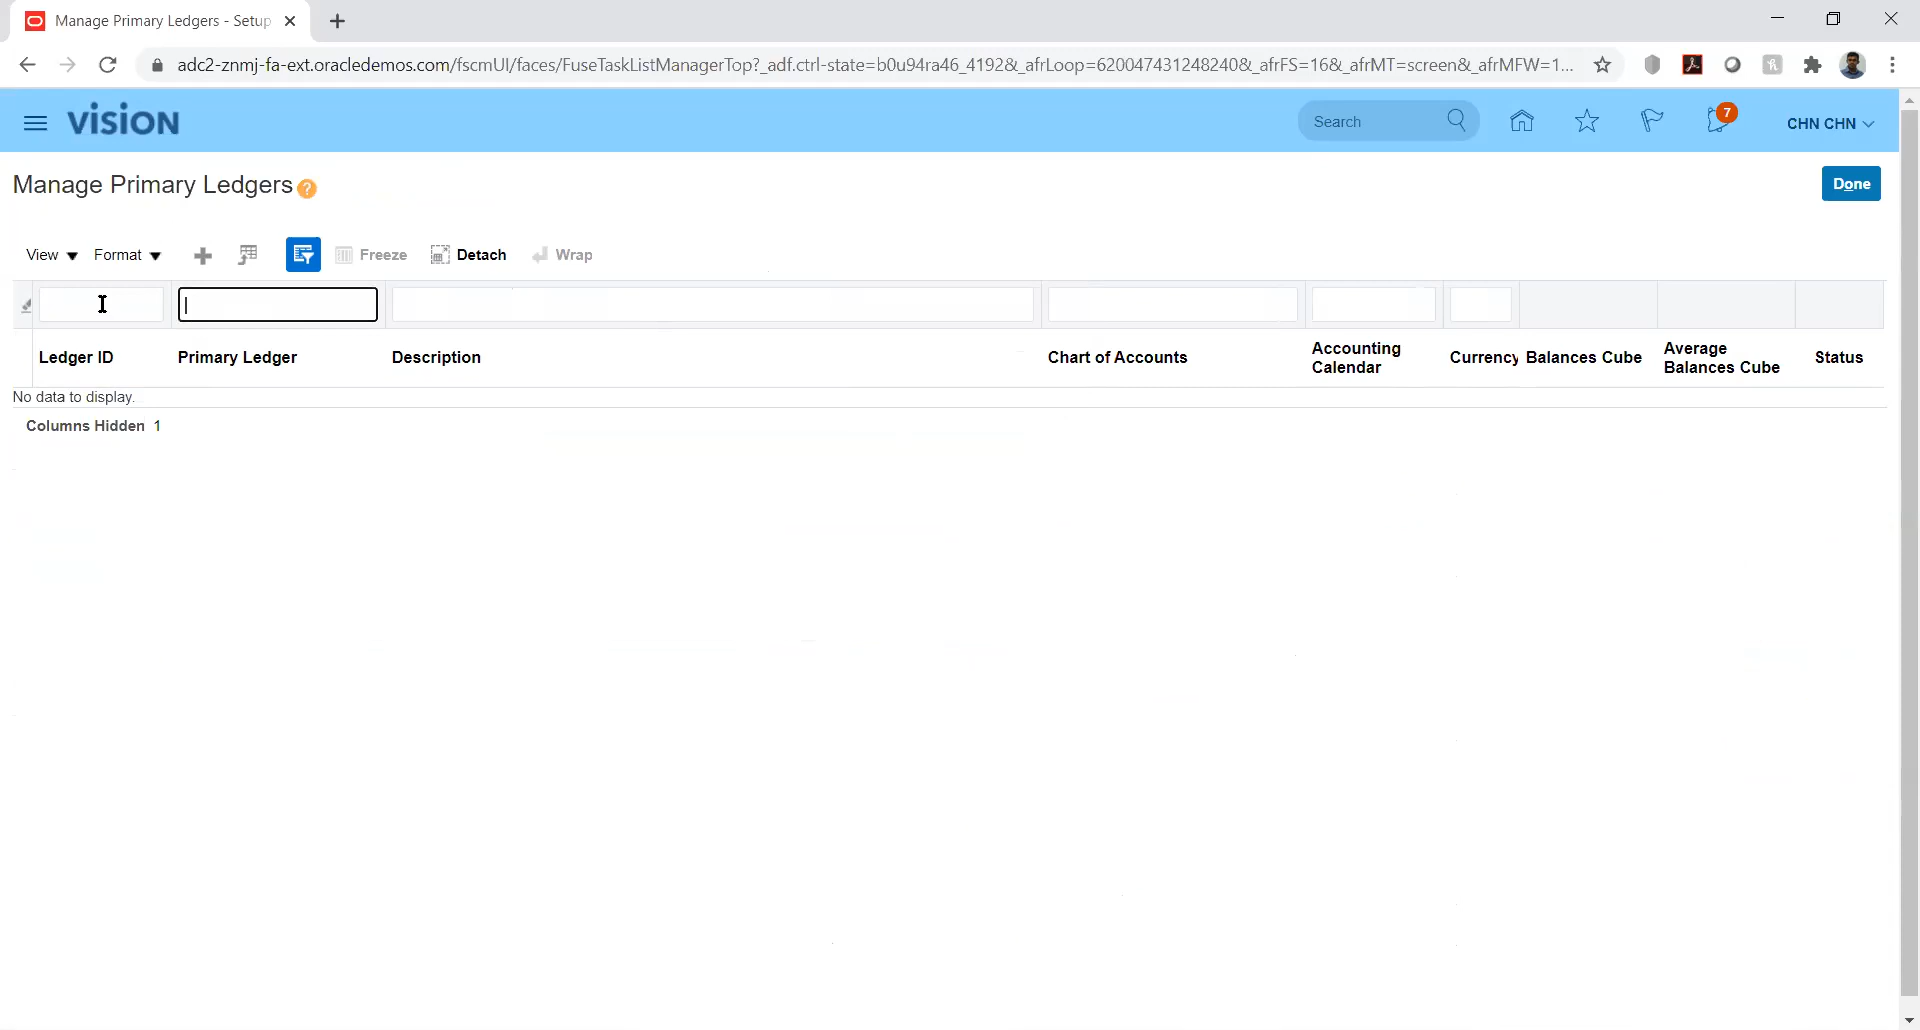 Manage Primary Ledgers - Setup
adc2-znmj-fa-ext.oracledemos.com/fscmUI/faces/FuseTaskListManagerTop?_adf.ctrl-state=b0u94ra46_4192&_afrLoop=620047431248240&_afrFS=16&_afrMT=screen&_afrMFW=1...
VISION
Search
7
CHN CHN
Manage Primary Ledgers ?
Done
View Format Freeze Detach Wrap
Ledger ID Primary Ledger Description Chart of Accounts Accounting Calendar Currency Balances Cube Average Balances Cube Status
No data to display.
Columns Hidden 1